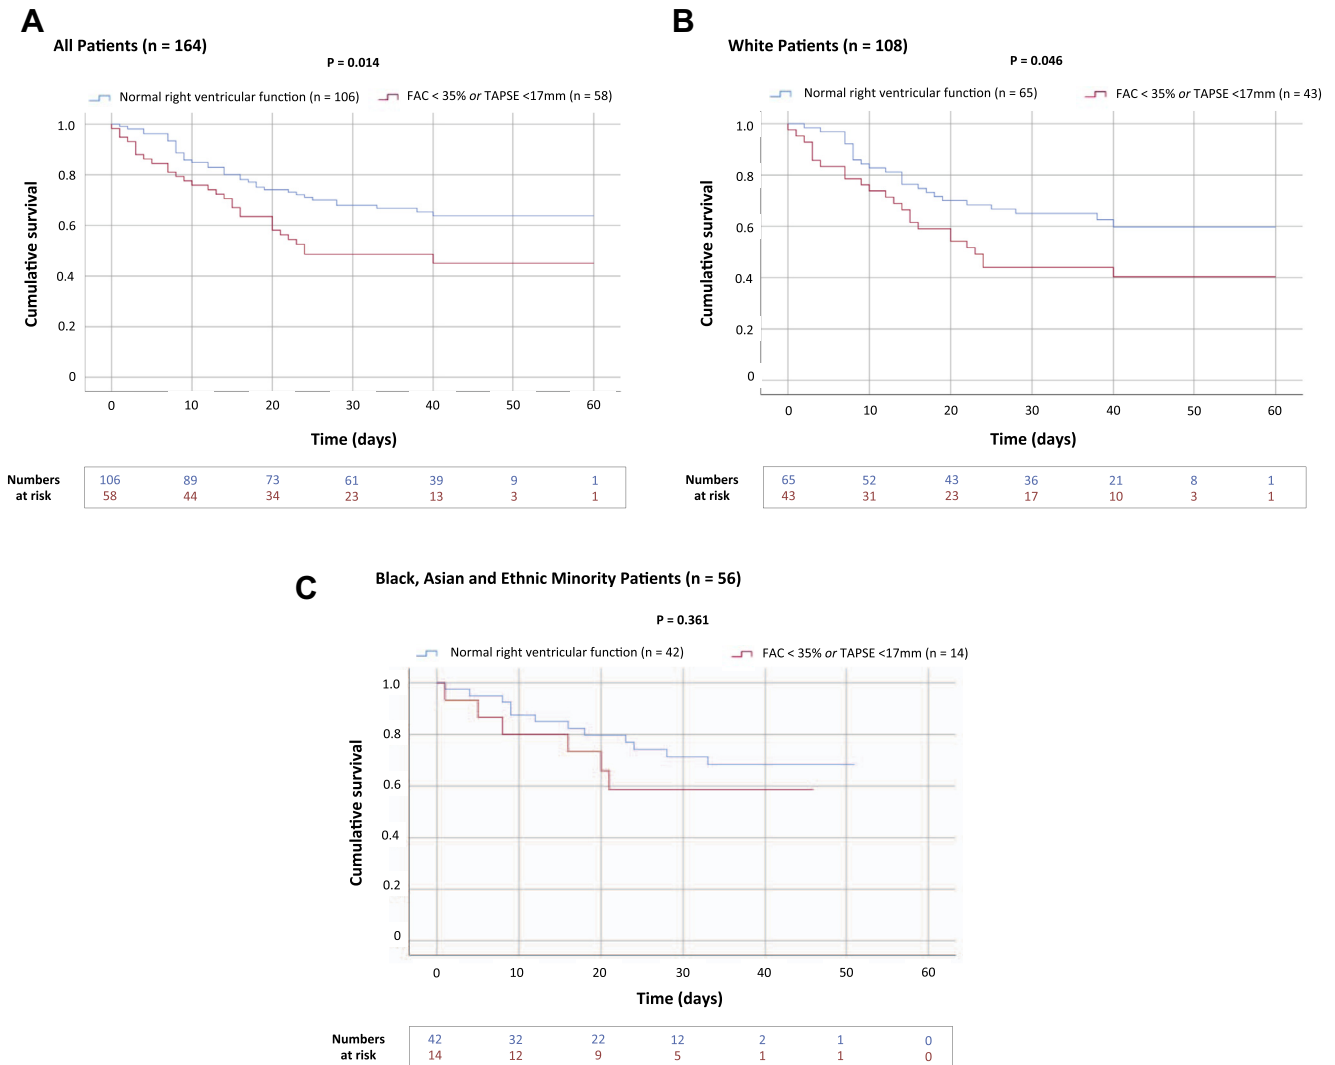 A
All Patients (n = 164)
P = 0.014
Normal right ventricular function (n = 106)
FAC < 35% or TAPSE <17mm (n = 58)
Cumulative survival
1.0
0.8
0.6
0.4
0.2
0
0 10 20 30 40 50 60
Time (days)
Numbers at risk
106 89 73 61 39 9 1
58 44 34 23 13 3 1
B
White Patients (n = 108)
P = 0.046
Normal right ventricular function (n = 65)
FAC < 35% or TAPSE <17mm (n = 43)
Cumulative survival
1.0
0.8
0.6
0.4
0.2
0
0 10 20 30 40 50 60
Time (days)
Numbers at risk
65 52 43 36 21 8 1
43 31 23 17 10 3 1
C
Black, Asian and Ethnic Minority Patients (n = 56)
P = 0.361
Normal right ventricular function (n = 42)
FAC < 35% or TAPSE <17mm (n = 14)
Cumulative survival
1.0
0.8
0.6
0.4
0.2
0
0 10 20 30 40 50 60
Time (days)
Numbers at risk
42 32 22 12 2 1 0
14 12 9 5 1 1 0